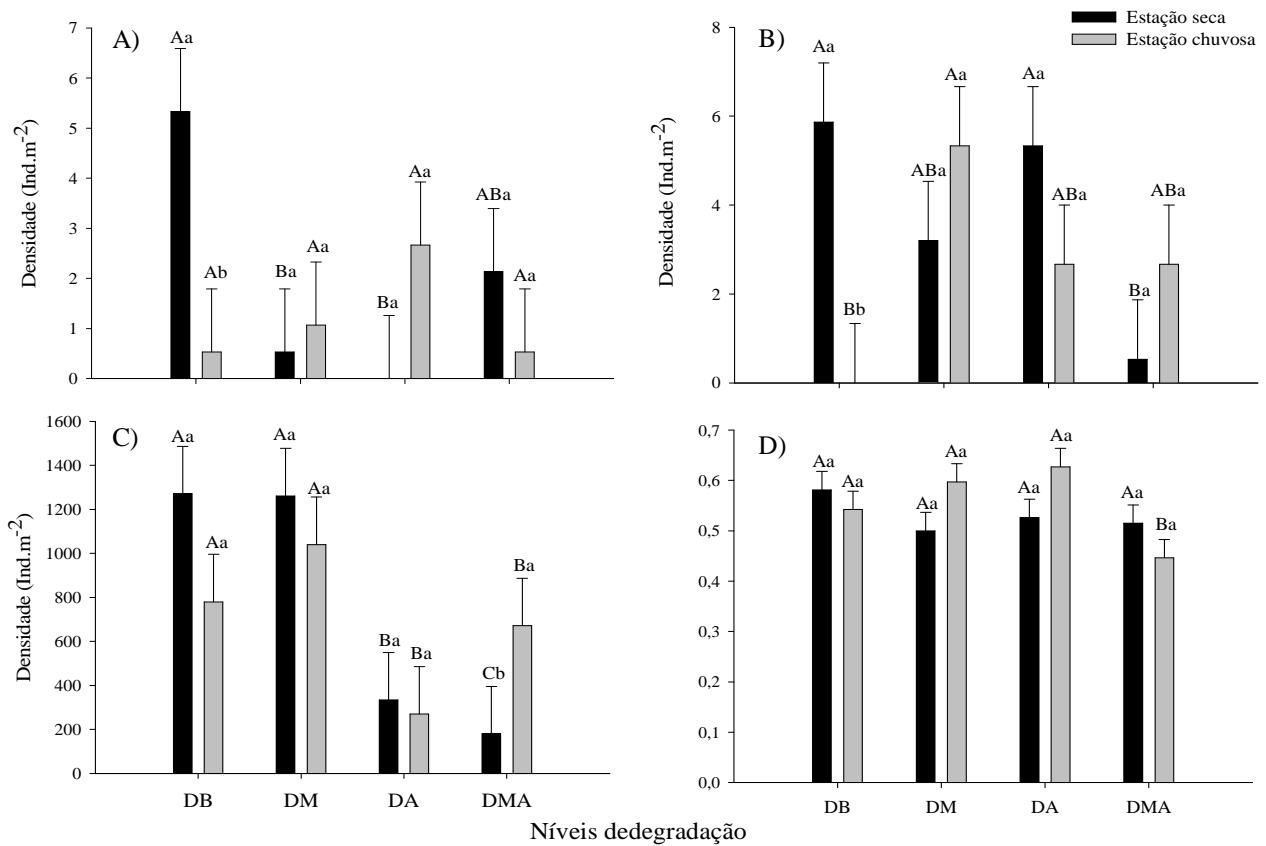 Estação seca
Estação chuvosa
A)
Densidade (Ind.m-2)
7
6
5
4
3
2
1
0
Aa
Ab
Ba
Aa
Ba
Aa
ABa
Aa
B)
Densidade (Ind.m-2)
8
6
4
2
0
Aa
Bb
ABa
Aa
Aa
ABa
Ba
ABa
C)
Densidade (Ind.m-2)
1600
1400
1200
1000
800
600
400
200
0
Aa
Aa
Aa
Aa
Ba
Ba
Cb
Ba
DB
DM
DA
DMA
D)
0,7
0,6
0,5
0,4
0,3
0,2
0,1
0,0
Aa
Aa
Aa
Aa
Aa
Aa
Aa
Ba
DB
DM
DA
DMA
Níveis dedegradação